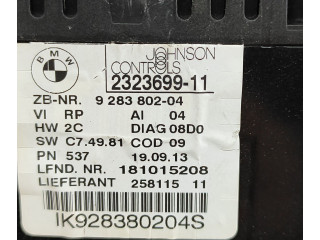 BMW
JOHNSON
CONTROLS
2323699-11
ZB-NR. 9 283 802-04
VI RP AI 04
HW 2C DIAG 08D0
SW C7.49.81 COD 09
PN 537 19.09.13
LFND. NR. 181015208
LIEFERANT 258115 11
IK928380204S